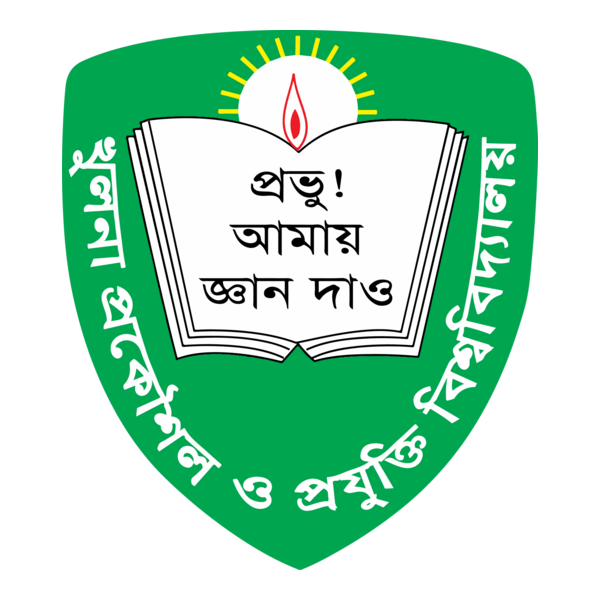 প্রভু!
আমায়
জ্ঞান দাও
খুলনা প্রকৌশল ও প্রযুক্তি বিশ্ববিদ্যালয়